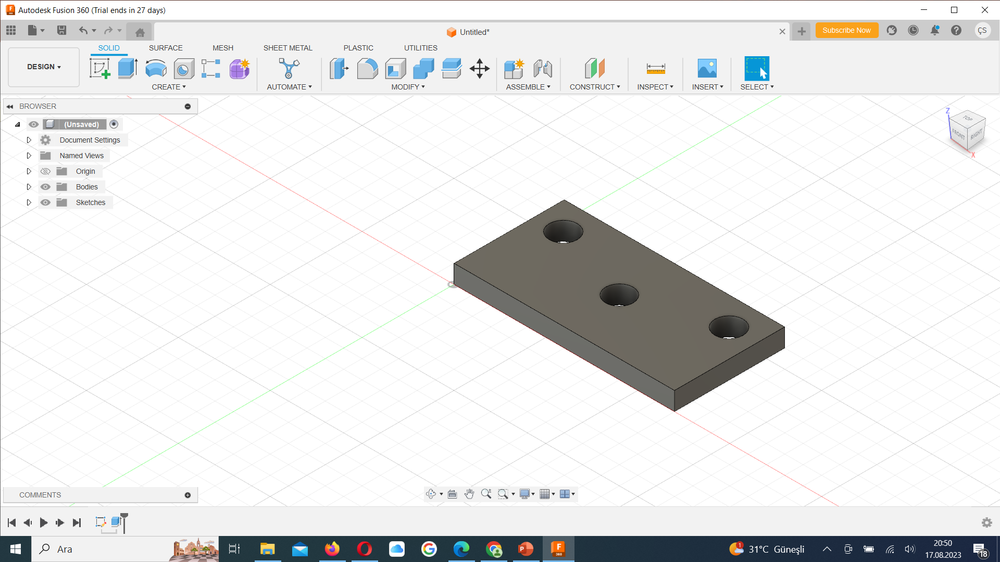 Autodesk Fusion 360 (Trial ends in 27 days)
Untitled*
Subscribe Now
ÇS
DESIGN
SOLID SURFACE MESH SHEET METAL PLASTIC UTILITIES
CREATE AUTOMATE MODIFY ASSEMBLE CONSTRUCT INSPECT INSERT SELECT
BROWSER
(Unsaved)
Document Settings
Named Views
Origin
Bodies
Sketches
Z
TOP
FRONT
RIGHT
X
COMMENTS
Ara
1
31°C Güneşli
20:50
17.08.2023
18